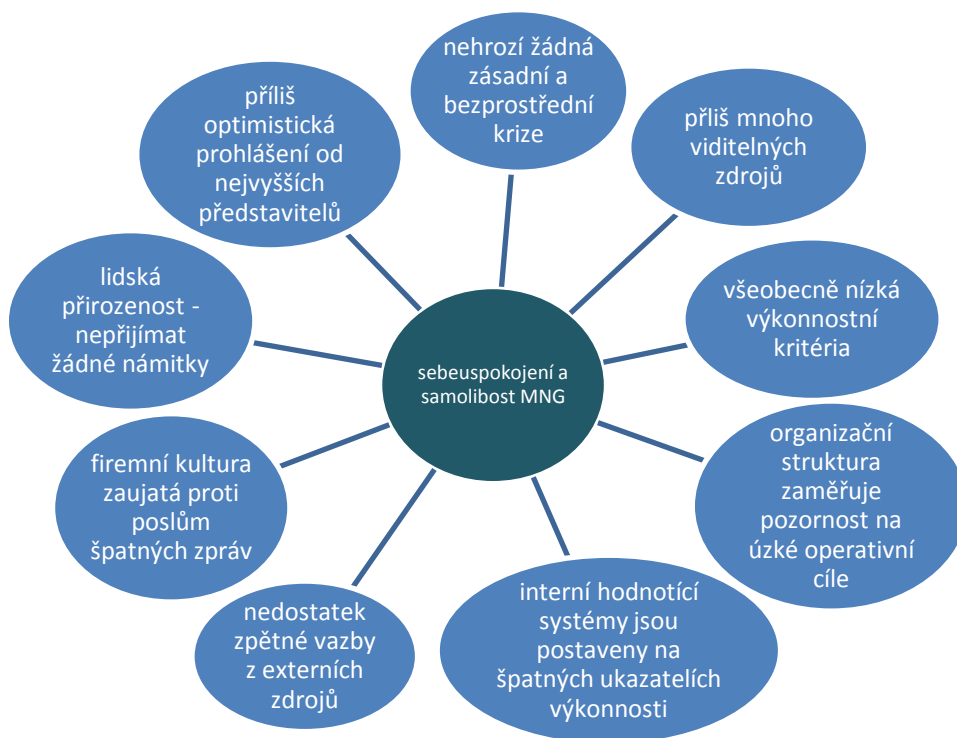 nehrozí žádná
zásadní a
bezprostřední
krize
přliš mnoho
viditelných
zdrojů
všeobecně nízká
výkonnostní
kritéria
organizační
struktura
zaměřuje
pozornost na
úzké operativní
cíle
interní hodnotící
systémy jsou
postaveny na
špatných ukazatelích
výkonnosti
nedostatek
zpětné vazby
z externích
zdrojů
firemní kultura
zaujatá proti
poslům
špatných zpráv
lidská
přirozenost -
nepřijímat
žádné námitky
příliš
optimistická
prohlášení od
nejvyšších
představitelů
sebeuspokojení a
samolibost MNG